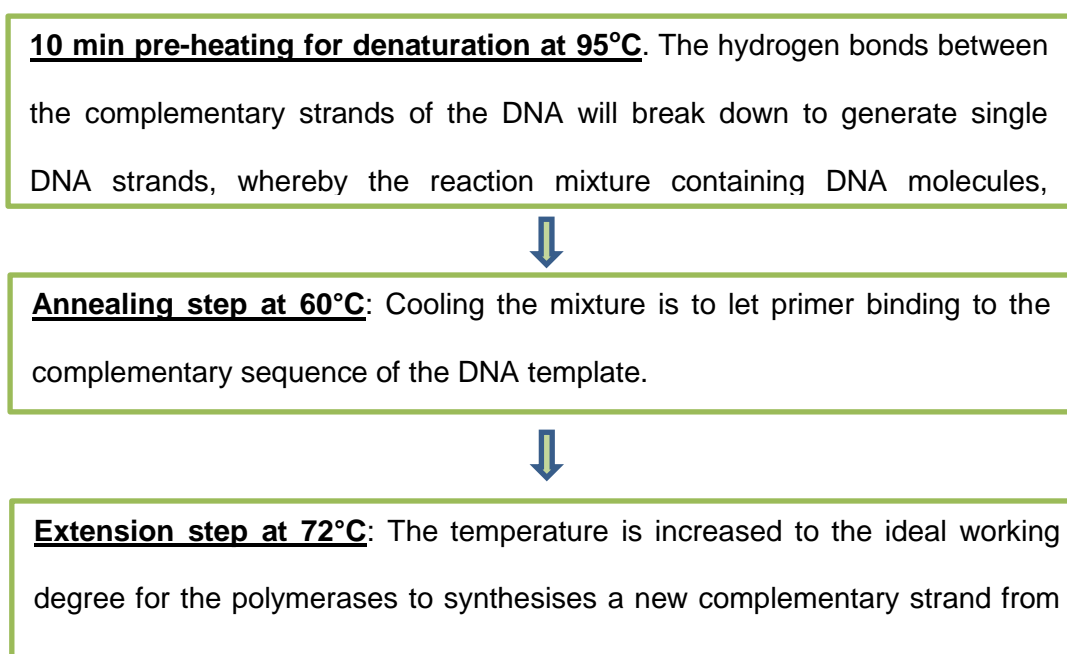 10 min pre-heating for denaturation at 95°C. The hydrogen bonds between
the complementary strands of the DNA will break down to generate single
DNA strands, whereby the reaction mixture containing DNA molecules,
Annealing step at 60°C: Cooling the mixture is to let primer binding to the
complementary sequence of the DNA template.
Extension step at 72°C: The temperature is increased to the ideal working
degree for the polymerases to synthesises a new complementary strand from